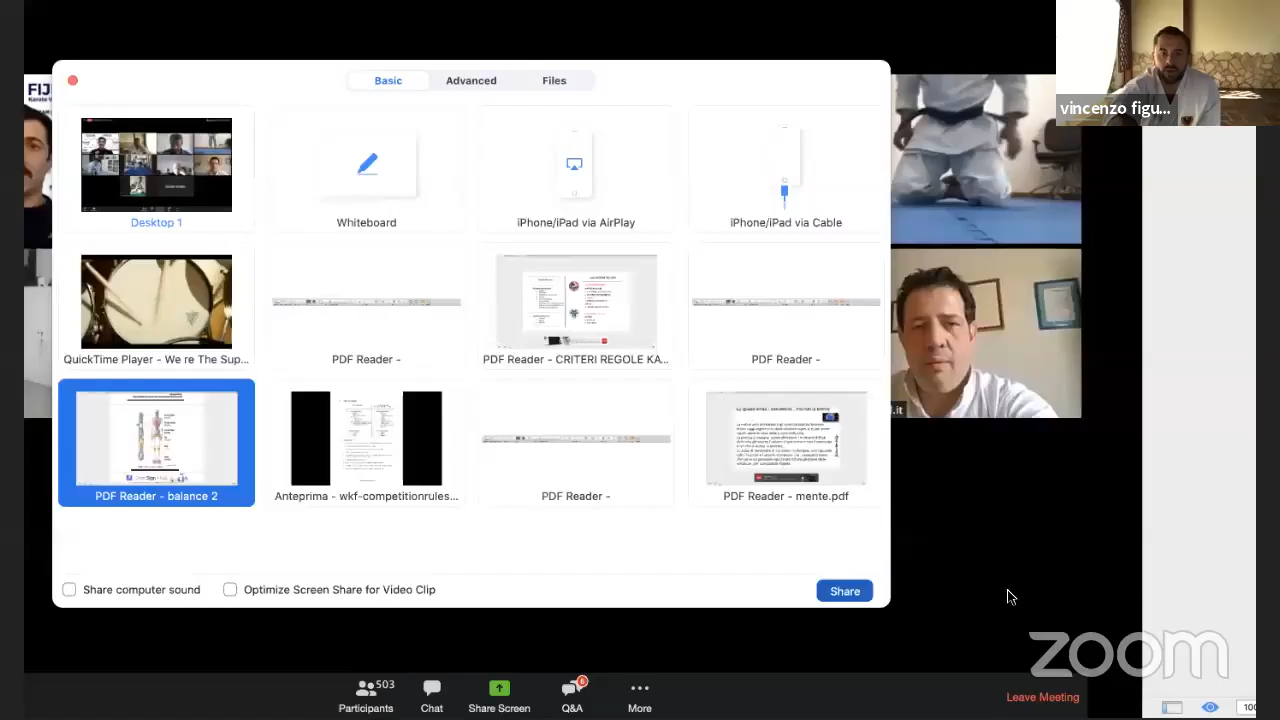 Basic
Advanced
Files
FIJ
vincenzo figu...
Desktop 1
Whiteboard
iPhone/iPad via AirPlay
iPhone/iPad via Cable
QuickTime Player - We re The Sup...
PDF Reader -
PDF Reader - CRITERI REGOLE KA...
PDF Reader -
.it
PDF Reader - balance 2
Anteprima - wkf-competitionrules...
PDF Reader -
PDF Reader - mente.pdf
Share computer sound
Optimize Screen Share for Video Clip
Share
zoom
503
6
Participants
Chat
Share Screen
Q&A
More
Leave Meeting
100